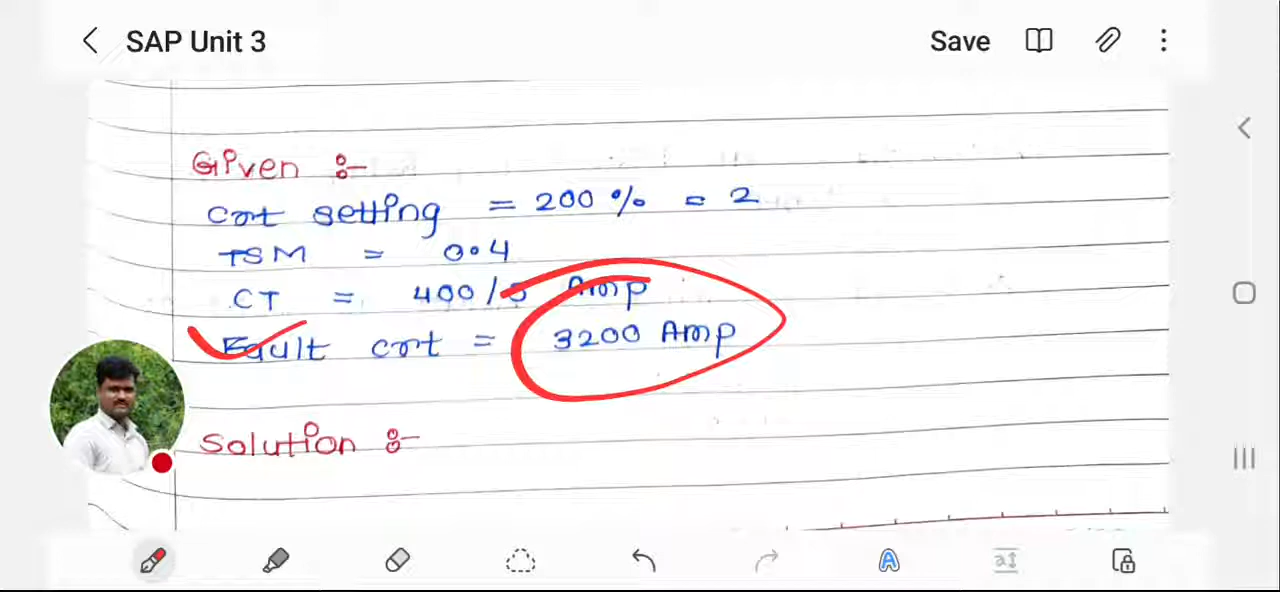 SAP Unit 3
Save
Given :-
Crt setting = 200 % = 2
TSM = 0.4
CT = 400/5 Amp
Fault crt = 3200 Amp
Solution :-